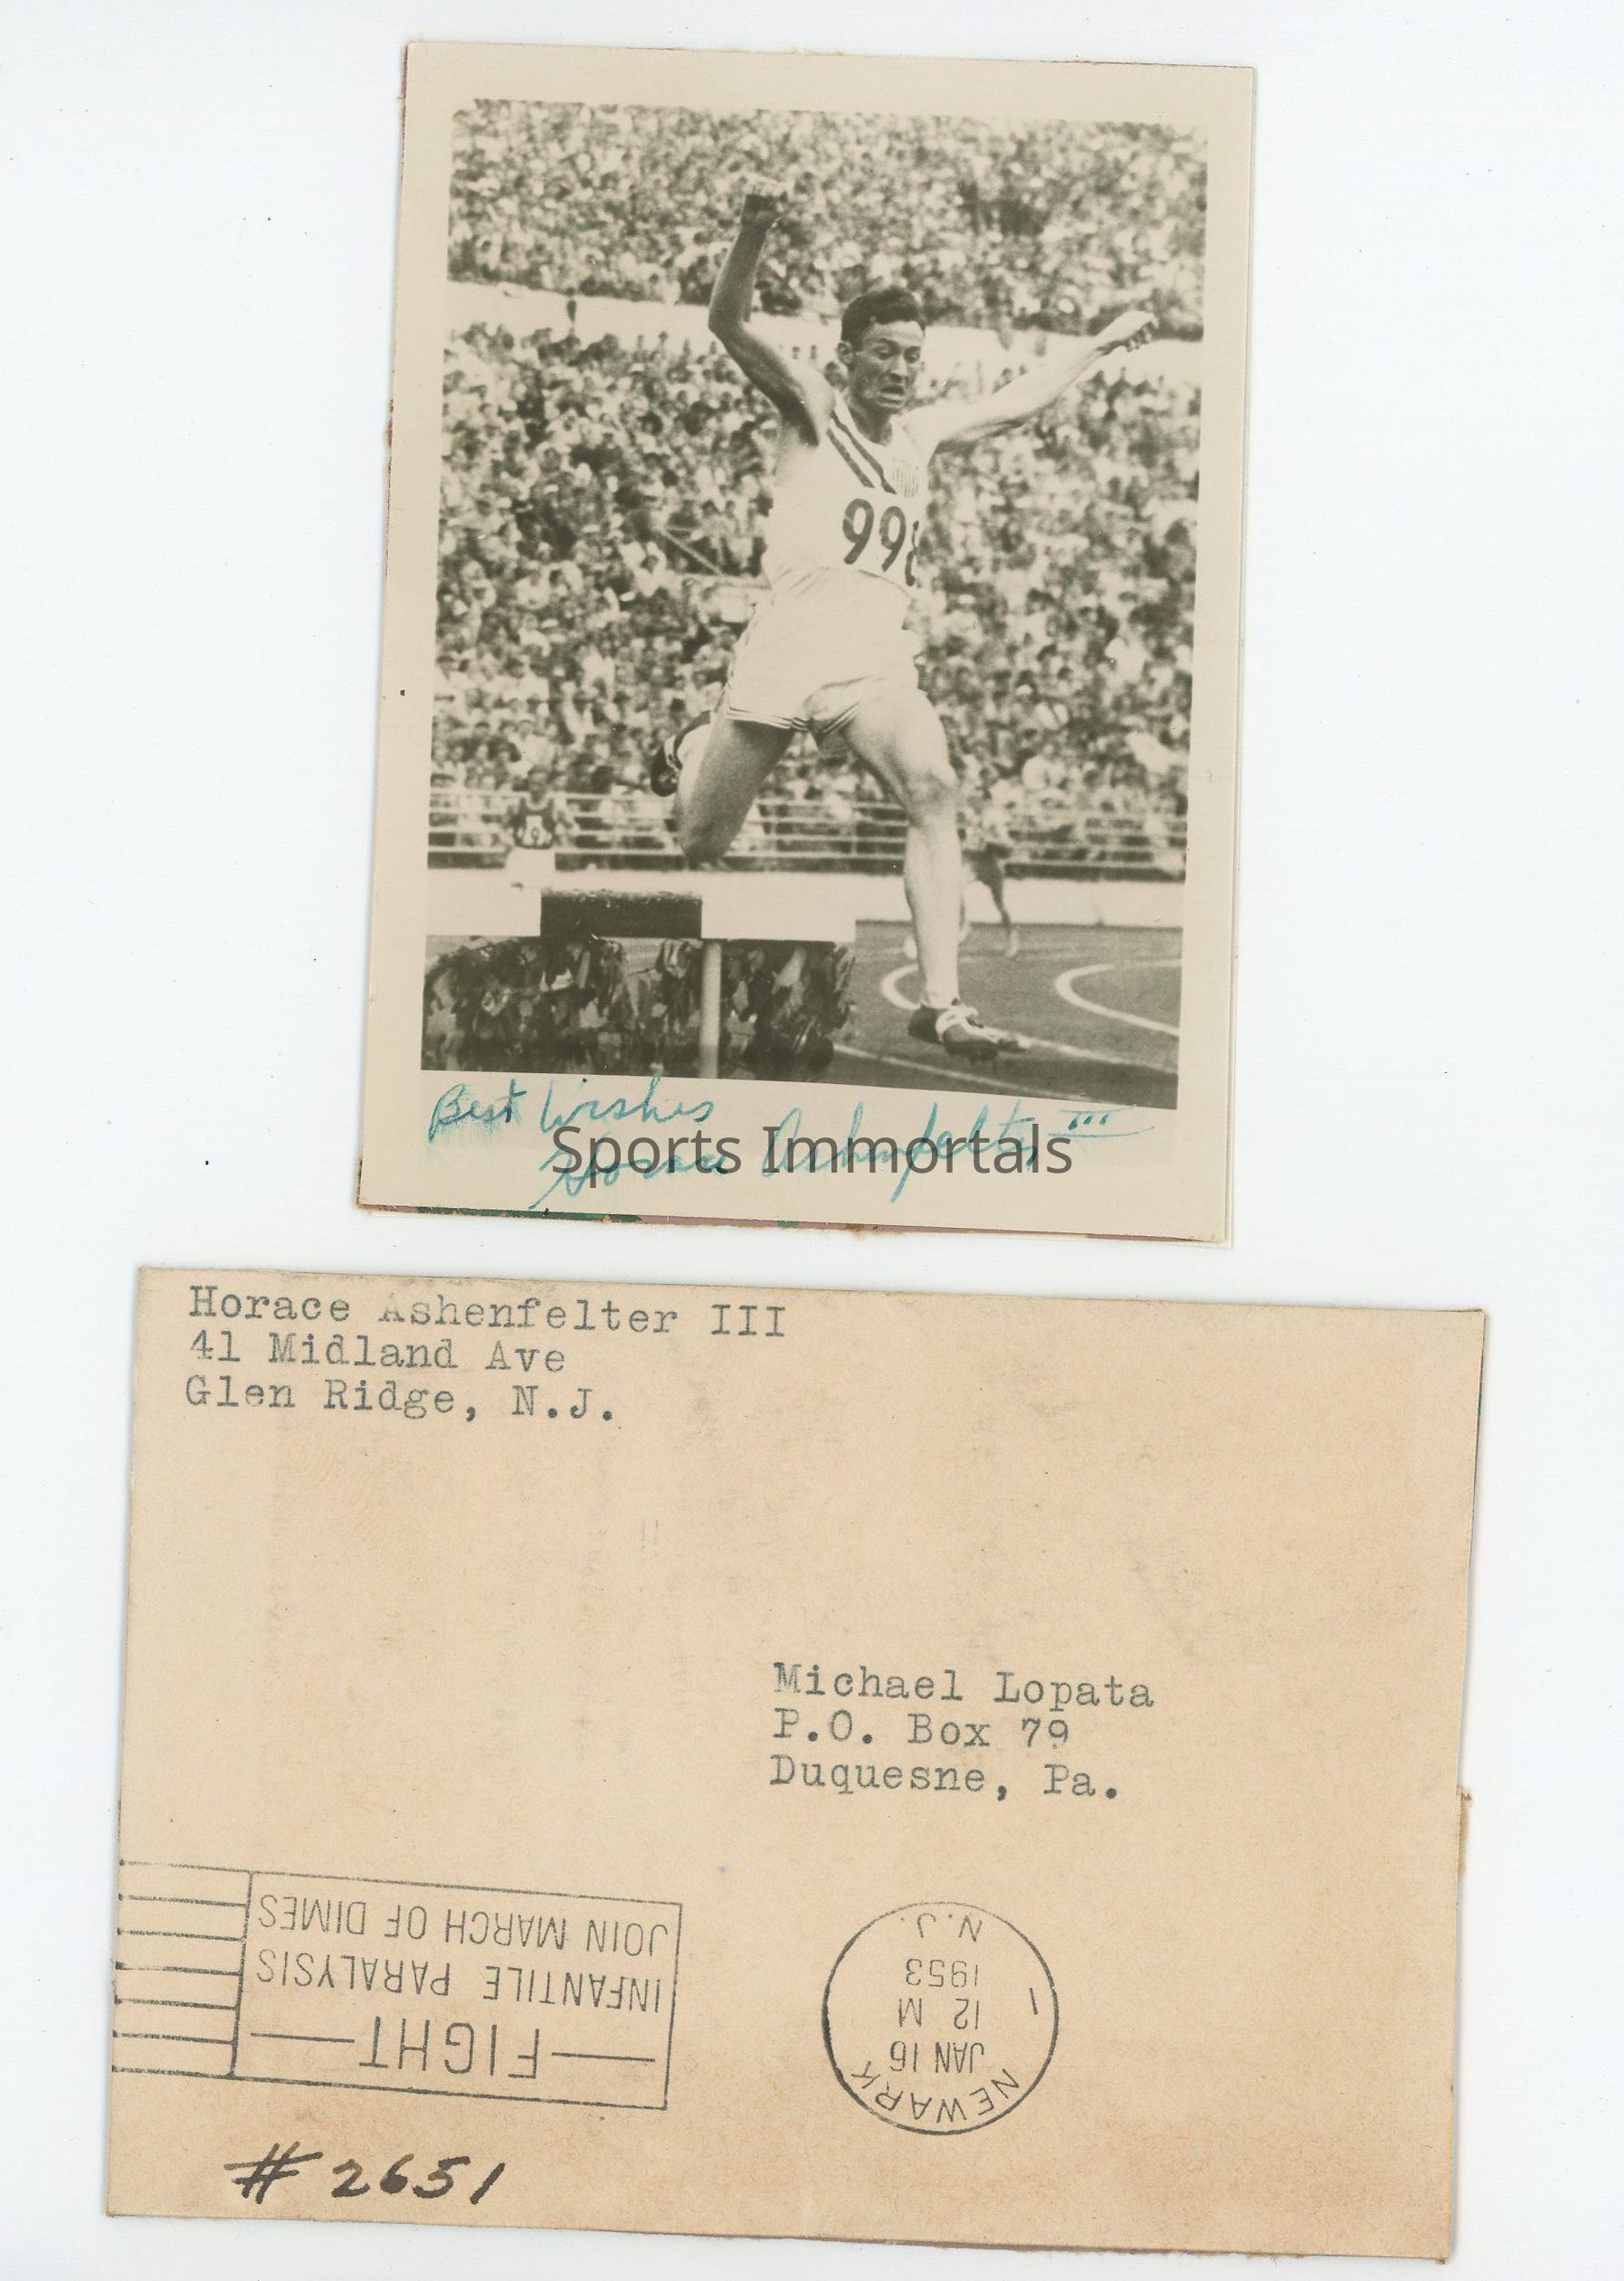 998
9
Best Wishes
Horace Ashenfelter, III
Sports Immortals
Horace Ashenfelter III
41 Midland Ave
Glen Ridge, N.J.
Michael Lopata
P.O. Box 79
Duquesne, Pa.
NEWARK
JAN 16
12 M
1953
N.J.
1
FIGHT
INFANTILE PARALYSIS
JOIN MARCH OF DIMES
# 2651